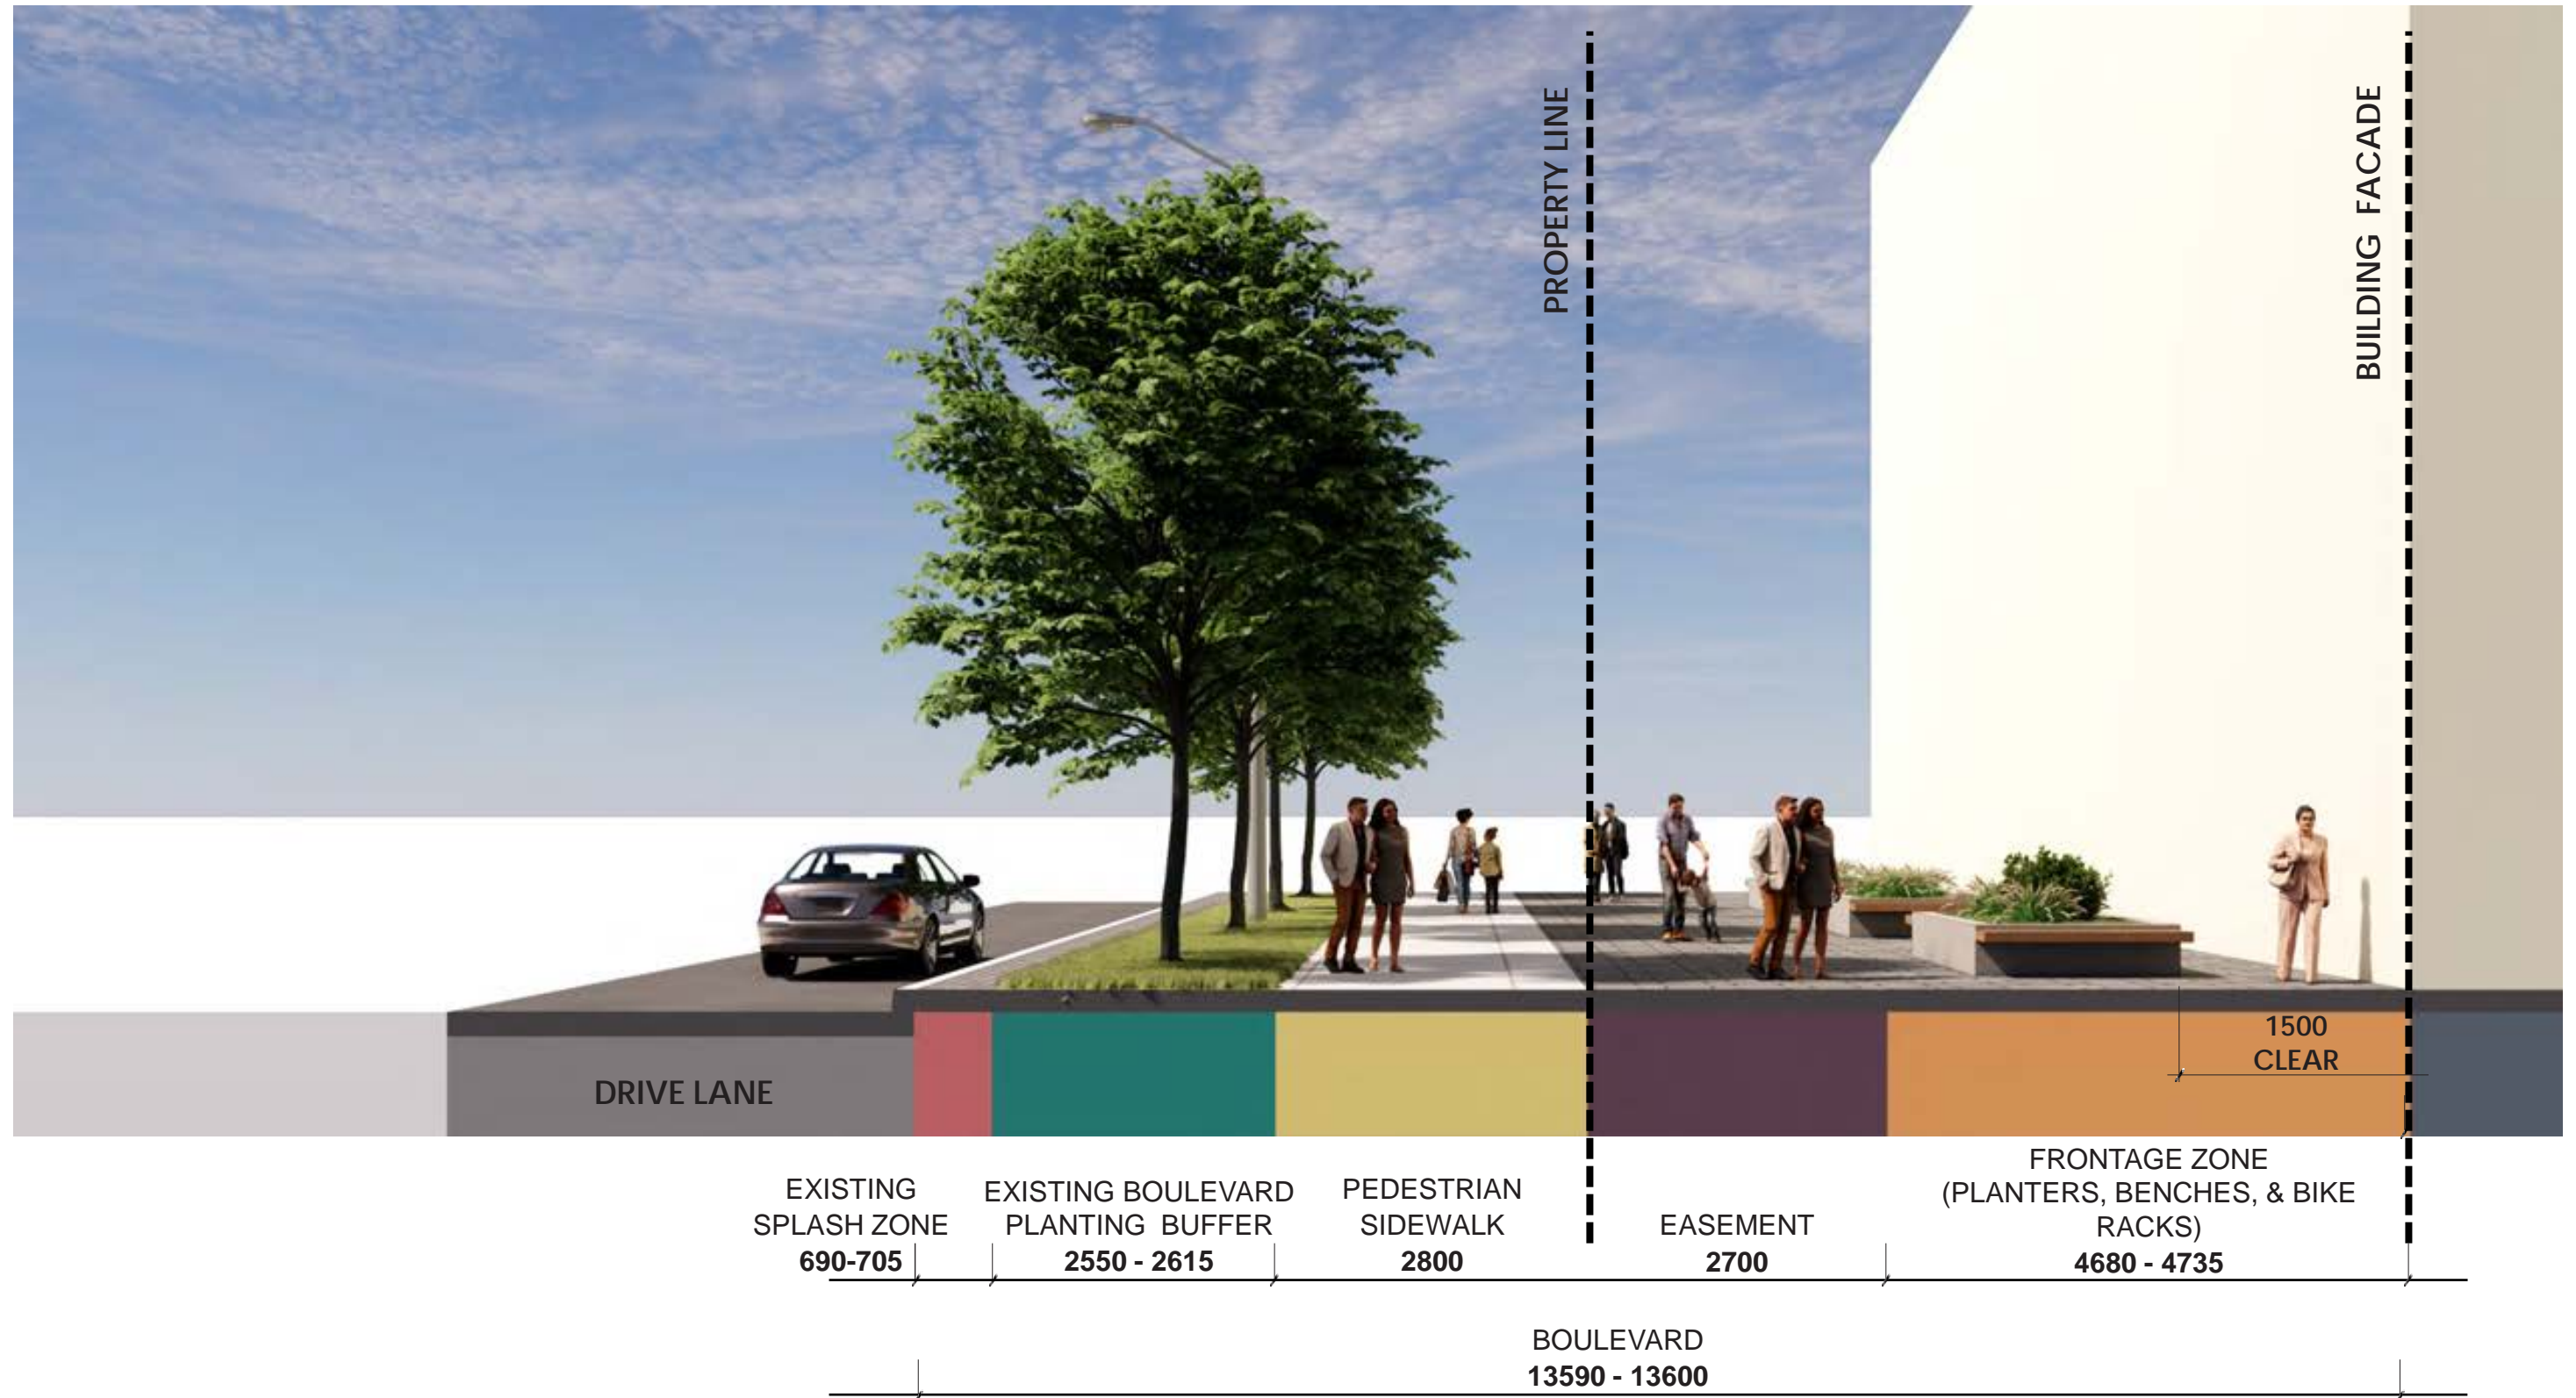 PROPERTY LINE
BUILDING FACADE
1500
CLEAR
DRIVE LANE
EXISTING
SPLASH ZONE
690-705
EXISTING BOULEVARD
PLANTING BUFFER
2550 - 2615
PEDESTRIAN
SIDEWALK
2800
EASEMENT
2700
FRONTAGE ZONE
(PLANTERS, BENCHES, & BIKE
RACKS)
4680 - 4735
BOULEVARD
13590 - 13600